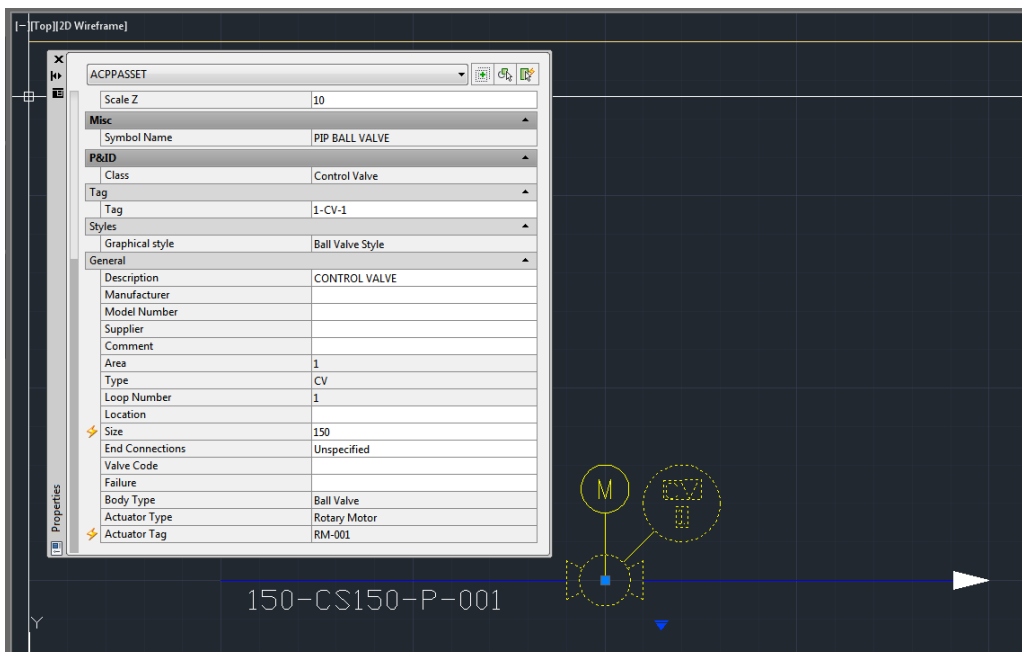 [−][Top][2D Wireframe]
ACPPASSET
Scale Z 10
Misc
Symbol Name PIP BALL VALVE
P&ID
Class Control Valve
Tag
Tag 1-CV-1
Styles
Graphical style Ball Valve Style
General
Description CONTROL VALVE
Manufacturer
Model Number
Supplier
Comment
Area 1
Type CV
Loop Number 1
Location
Size 150
End Connections Unspecified
Valve Code
Failure
Body Type Ball Valve
Actuator Type Rotary Motor
Actuator Tag RM-001
Properties
M
CV
150-CS150-P-001
Y